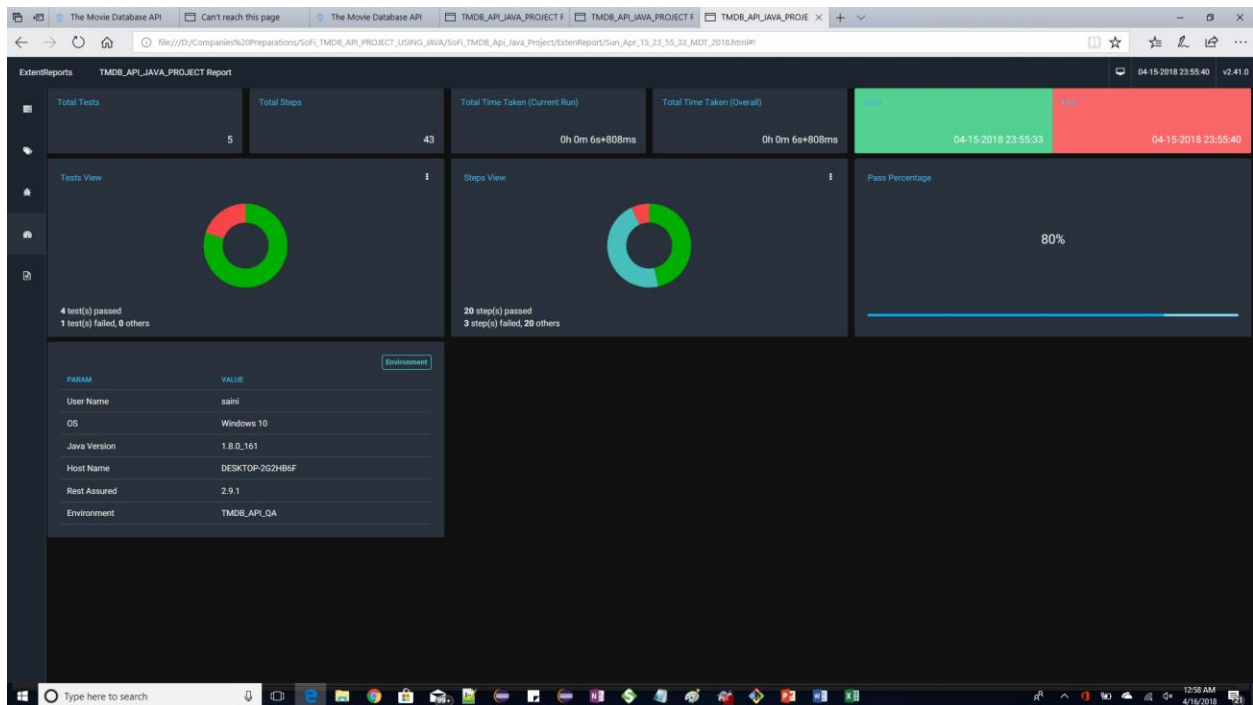 The Movie Database API
Can't reach this page
The Movie Database API
TMDB_API_JAVA_PROJECT F
TMDB_API_JAVA_PROJECT F
TMDB_API_JAVA_PROJE
file:///D:/Companies%20Preparations/SoFi_TMDB_API_PROJECT_USING_JAVA/SoFi_TMDB_Api_Java_Project/ExtenReport/Sun_Apr_15_23_55_33_MDT_2018.html#!
ExtentReports TMDB_API_JAVA_PROJECT Report 04-15-2018 23:55:40 v2.41.0
Total Tests
5
Total Steps
43
Total Time Taken (Current Run)
0h 0m 6s+808ms
Total Time Taken (Overall)
0h 0m 6s+808ms
04-15-2018 23:55:33
04-15-2018 23:55:40
Tests View
4 test(s) passed
1 test(s) failed, 0 others
Steps View
20 step(s) passed
3 step(s) failed, 20 others
Pass Percentage
80%
Environment
PARAM VALUE
User Name saini
OS Windows 10
Java Version 1.8.0_161
Host Name DESKTOP-2G2HB6F
Rest Assured 2.9.1
Environment TMDB_API_QA
Type here to search
12:58 AM
4/16/2018